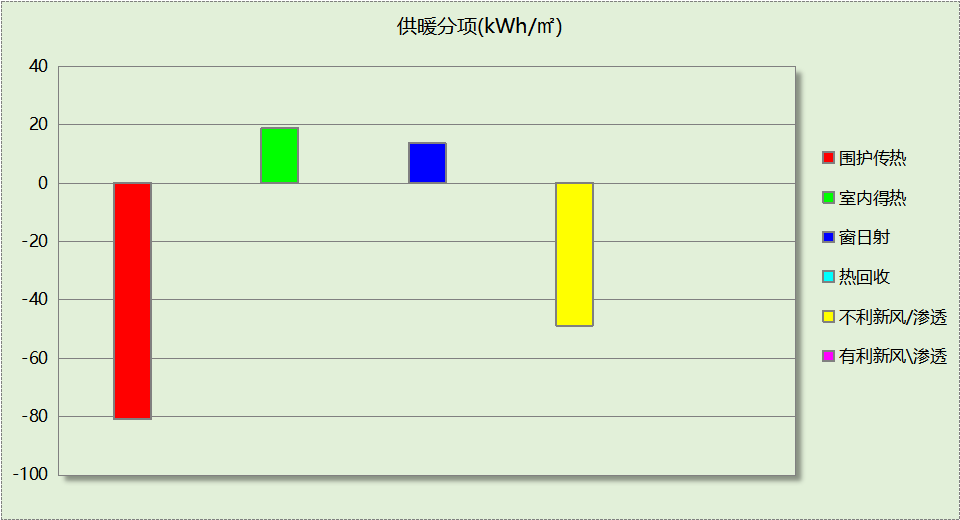 供暖分项(kWh/㎡)
40
20
0
-20
-40
-60
-80
-100
围护传热
室内得热
窗日射
热回收
不利新风/渗透
有利新风\渗透